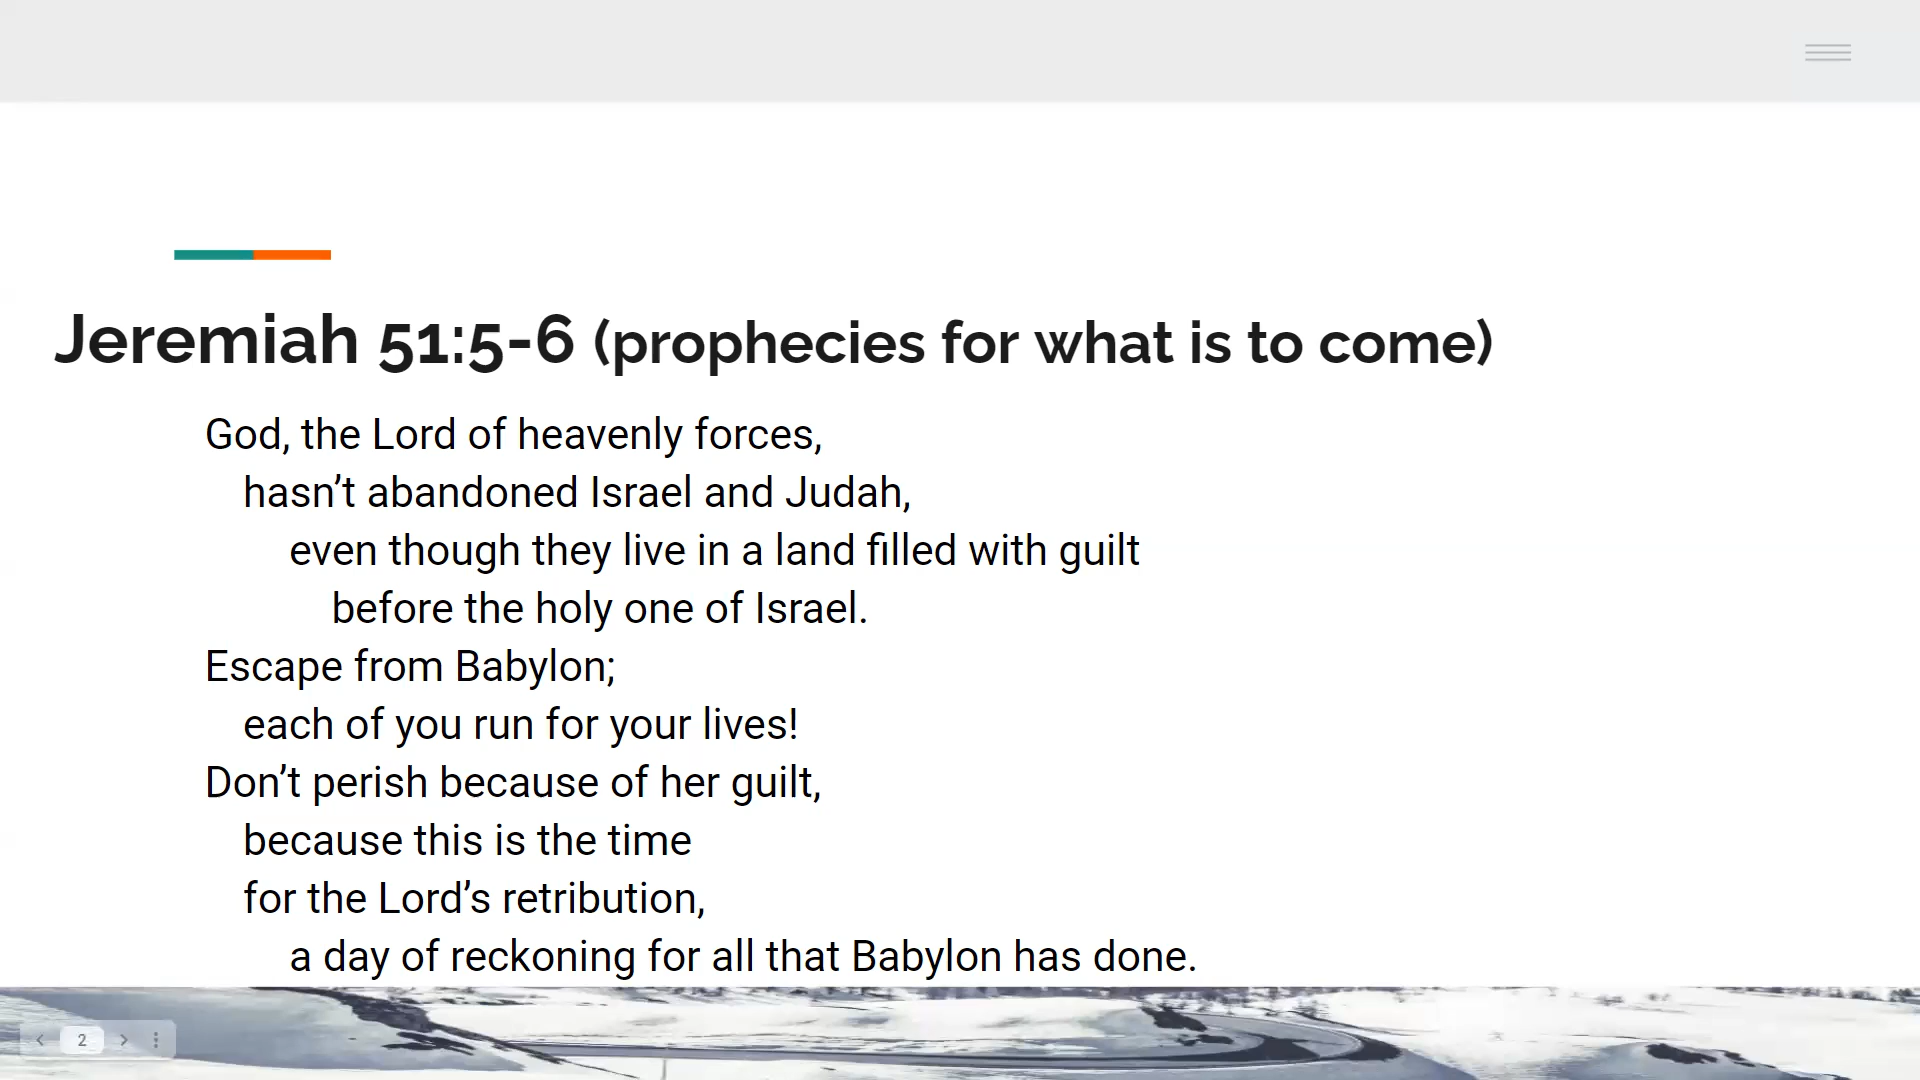 Jeremiah 51:5-6 (prophecies for what is to come)
God, the Lord of heavenly forces,
hasn’t abandoned Israel and Judah,
even though they live in a land filled with guilt
before the holy one of Israel.
Escape from Babylon;
each of you run for your lives!
Don’t perish because of her guilt,
because this is the time
for the Lord’s retribution,
a day of reckoning for all that Babylon has done.
2